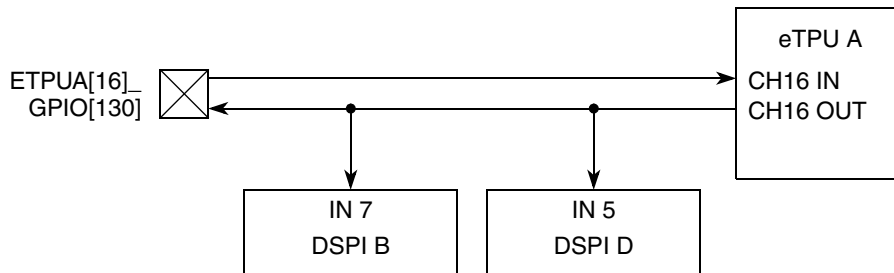 eTPU A
ETPUA[16]_
GPIO[130]
CH16 IN
CH16 OUT
IN 7
DSPI B
IN 5
DSPI D